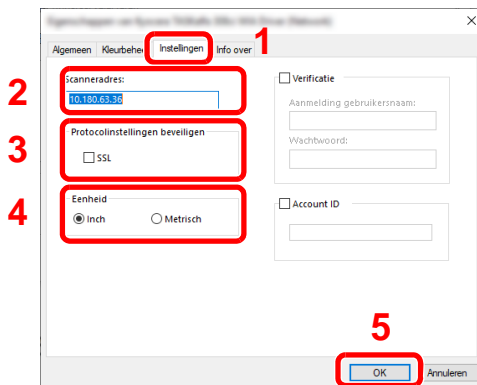 Algemeen Kleurbehe Instellingen Info over
1
2
Scanneradres:
10.180.63.36
3
Protocolinstellingen beveiligen
SSL
4
Eenheid
Inch Metrisch
Verificatie
Aanmelding gebruikersnaam:
Wachtwoord:
Account ID
5
OK Annuleren